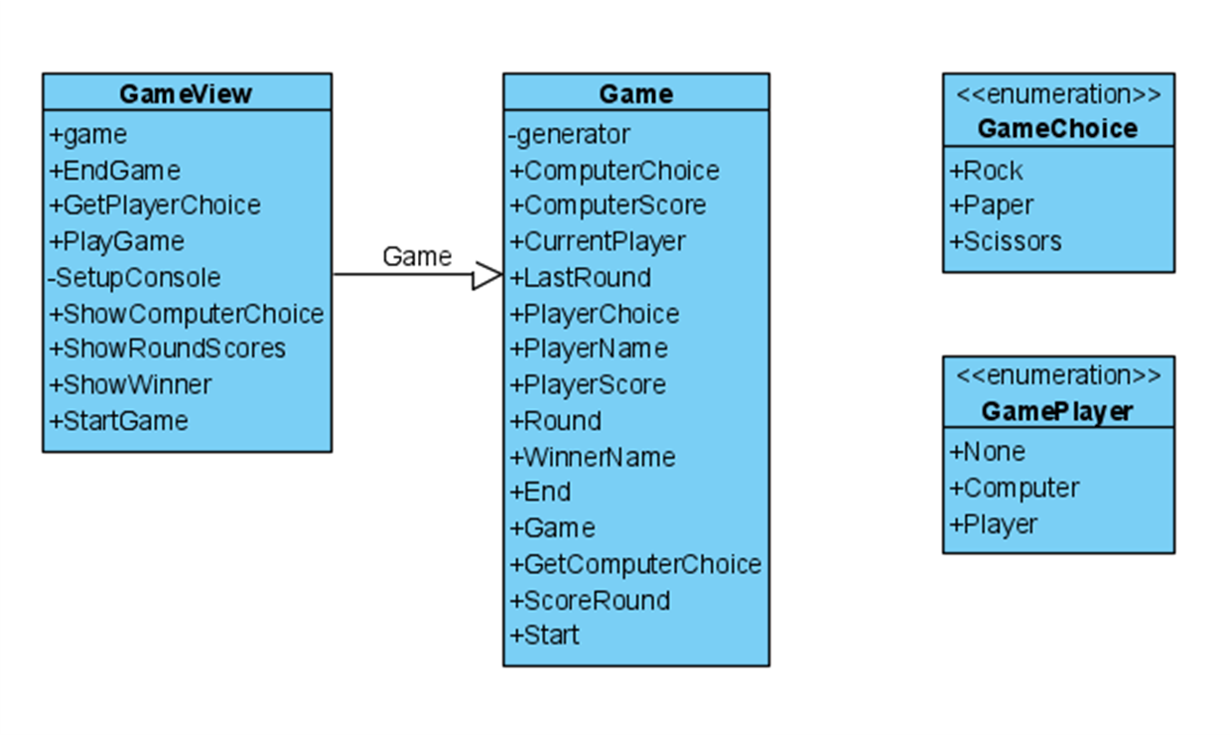 GameView
+game
+EndGame
+GetPlayerChoice
+PlayGame
-SetupConsole
+ShowComputerChoice
+ShowRoundScores
+ShowWinner
+StartGame
Game
Game
-generator
+ComputerChoice
+ComputerScore
+CurrentPlayer
+LastRound
+PlayerChoice
+PlayerName
+PlayerScore
+Round
+WinnerName
+End
+Game
+GetComputerChoice
+ScoreRound
+Start
<<enumeration>>
GameChoice
+Rock
+Paper
+Scissors
<<enumeration>>
GamePlayer
+None
+Computer
+Player